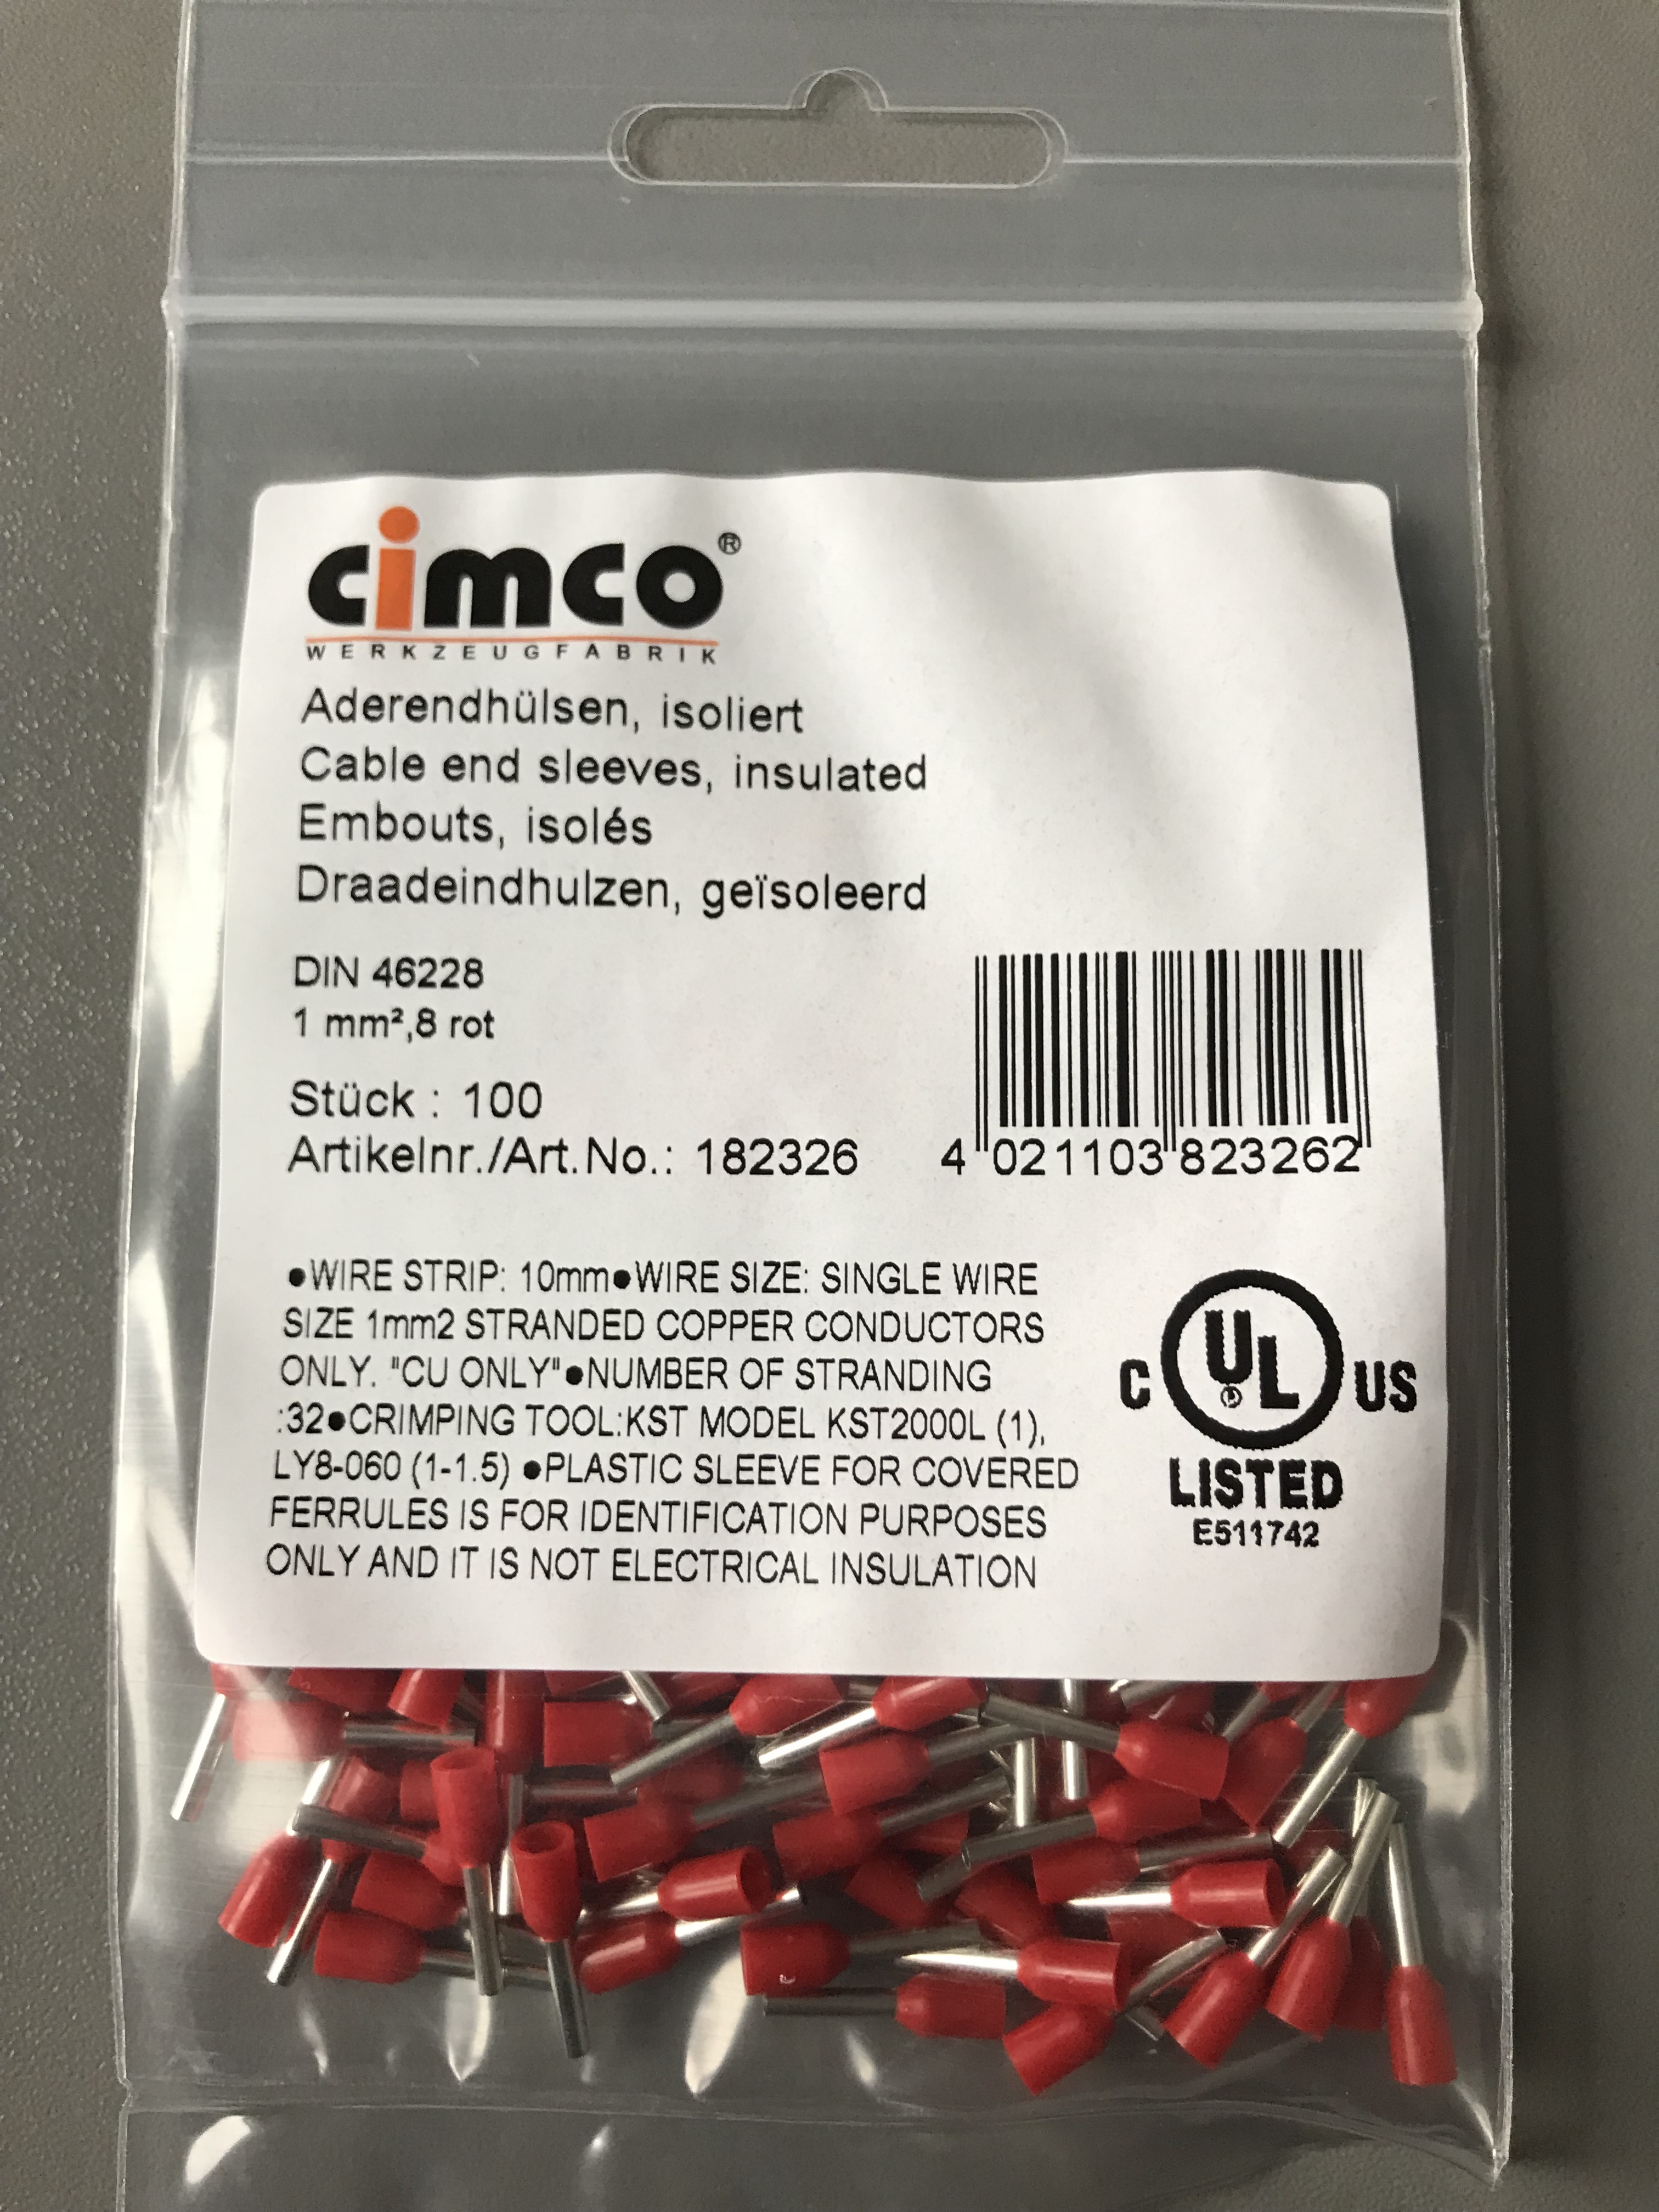 cimco®
WERKZEUGFABRIK
Aderendhülsen, isoliert
Cable end sleeves, insulated
Embouts, isolés
Draadeindhulzen, geïsoleerd
DIN 46228
1 mm²,8 rot
Stück : 100
Artikelnr./Art.No.: 182326
4 021103 823262
●WIRE STRIP: 10mm●WIRE SIZE: SINGLE WIRE
SIZE 1mm2 STRANDED COPPER CONDUCTORS
ONLY. "CU ONLY"●NUMBER OF STRANDING
:32●CRIMPING TOOL:KST MODEL KST2000L (1),
LY8-060 (1-1.5) ●PLASTIC SLEEVE FOR COVERED
FERRULES IS FOR IDENTIFICATION PURPOSES
ONLY AND IT IS NOT ELECTRICAL INSULATION
C UL® US
LISTED
E511742